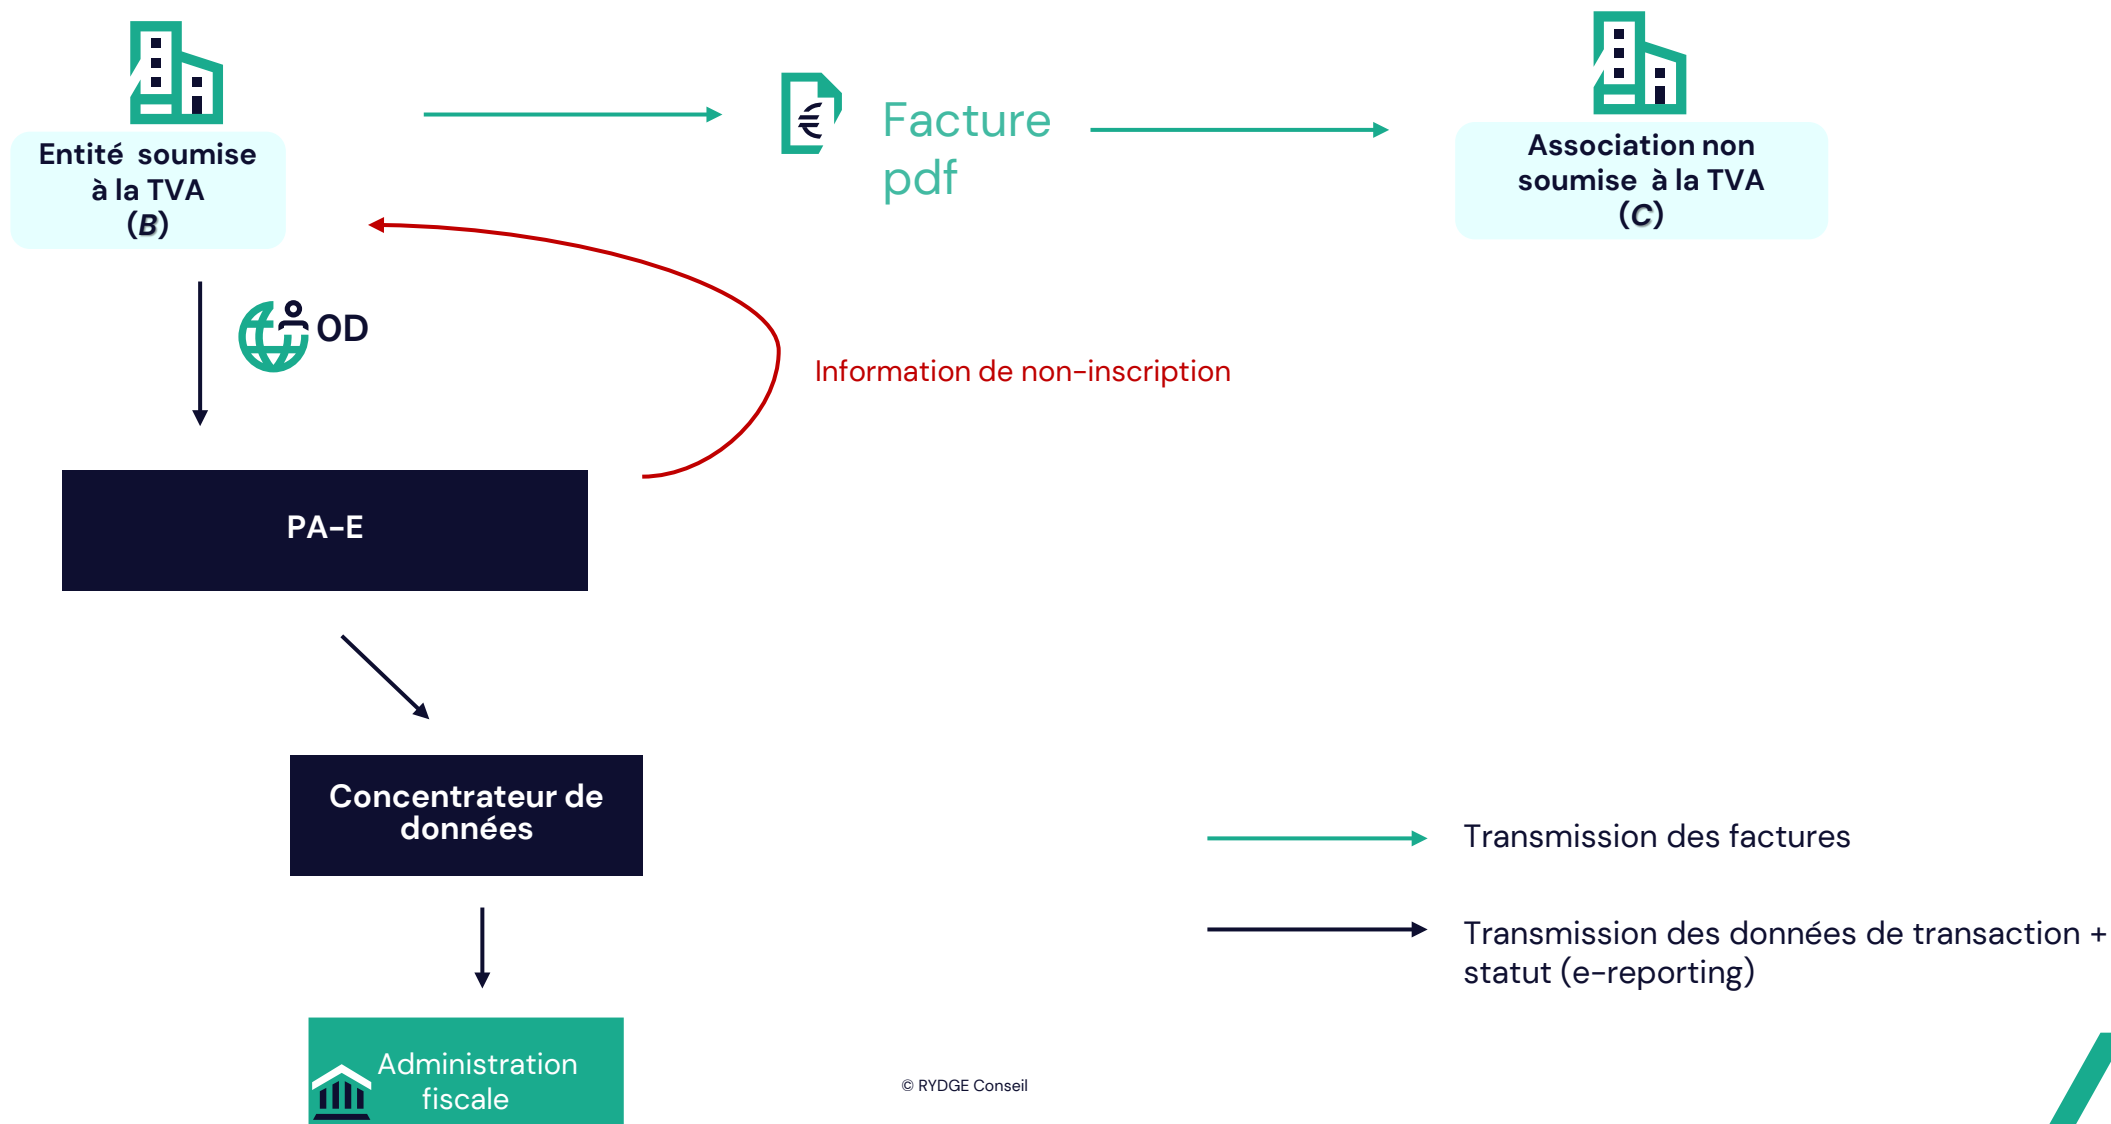 Entité soumise
à la TVA
(B)
Facture
pdf
Association non
soumise à la TVA
(C)
OD
Information de non-inscription
PA-E
Concentrateur de
données
Transmission des factures
Transmission des données de transaction +
statut (e-reporting)
Administration
fiscale
© RYDGE Conseil